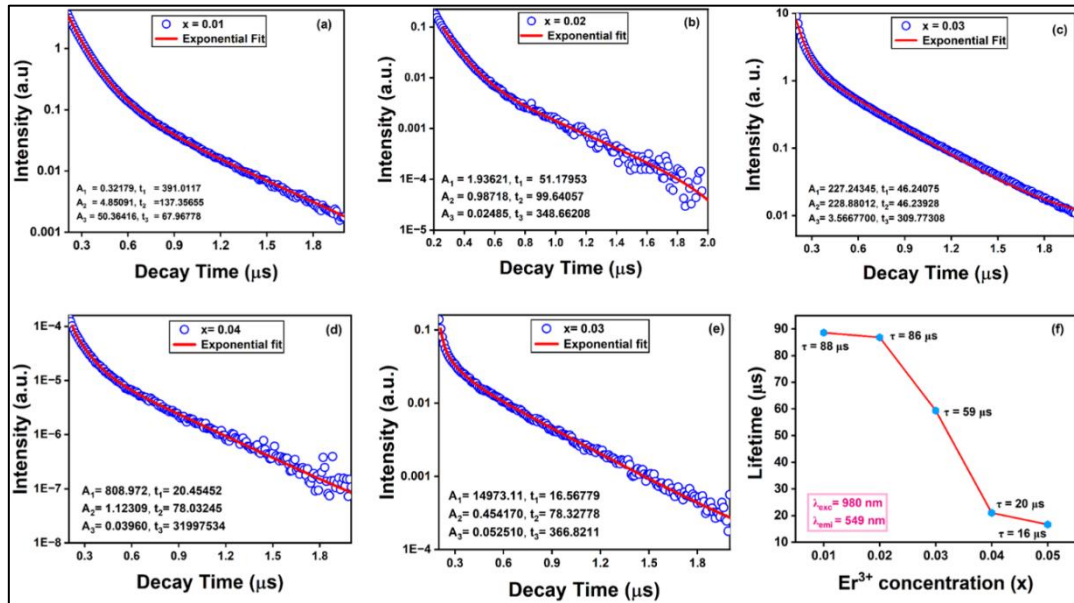 (a)
x = 0.01
Exponential Fit
Intensity (a.u)
1
0.1
0.01
0.001
A1 = 0.32179, t1 = 391.0117
A2 = 4.85091, t2 =137.35655
A3 = 50.36416, t3 = 67.96778
0.3 0.6 0.9 1.2 1.5 1.8
Decay Time (μs)
(b)
x = 0.02
Exponential fit
Intensity (a.u.)
0.1
0.01
0.001
1E-4
1E-5
A1 = 1.93621, t1 = 51.17953
A2 = 0.98718, t2 = 99.64057
A3 = 0.02485, t3 = 348.66208
0.2 0.4 0.6 0.8 1.0 1.2 1.4 1.6 1.8 2.0
Decay Time (μs)
(c)
x = 0.03
Exponential Fit
Intensity (a. u.)
10
1
0.1
0.01
A1= 227.24345, t1= 46.24075
A2= 228.88012, t2= 46.23928
A3= 3.5667700, t3= 309.77308
0.3 0.6 0.9 1.2 1.5 1.8
Decay Time (μs)
(d)
x= 0.04
Exponential fit
Intensity (a.u.)
1E-4
1E-5
1E-6
1E-7
1E-8
A1= 808.972, t1= 20.45452
A2= 1.12309, t2= 78.03245
A3= 0.03960, t3= 31997534
0.3 0.6 0.9 1.2 1.5 1.8
Decay Time (μs)
(e)
x= 0.03
Exponential fit
Intensity (a.u.)
0.1
0.01
0.001
1E-4
A1= 14973.11, t1= 16.56779
A2= 0.454170, t2= 78.32778
A3= 0.052510, t3= 366.8211
0.3 0.6 0.9 1.2 1.5 1.8
Decay Time (μs)
(f)
Lifetime (μs)
90
80
70
60
50
40
30
20
10
τ = 88 μs
τ = 86 μs
τ = 59 μs
τ = 20 μs
τ = 16 μs
λexc= 980 nm
λemi= 549 nm
0.01 0.02 0.03 0.04 0.05
Er3+ concentration (x)